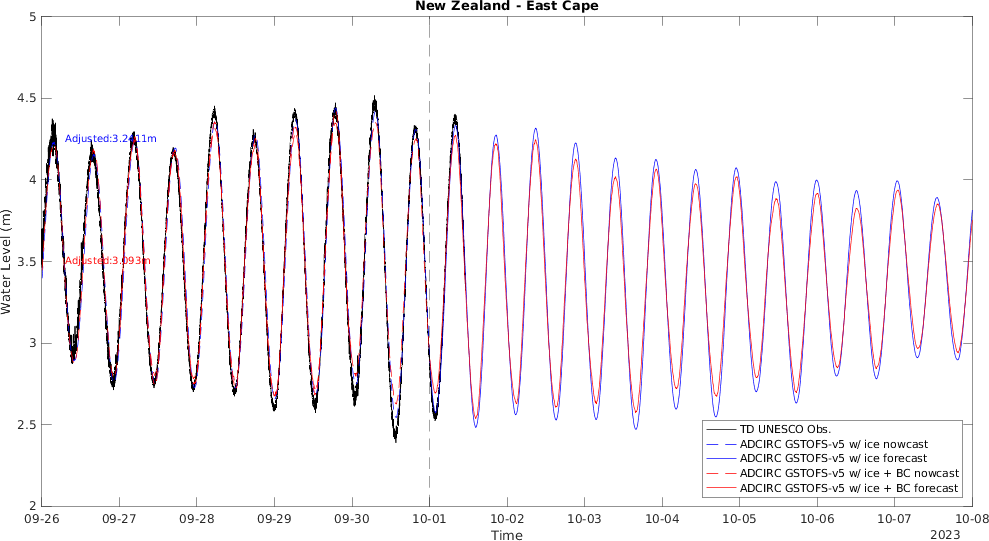 New Zealand - East Cape
5
4.5
4
3.5
3
2.5
2
Water Level (m)
Adjusted:3.2411m
Adjusted:3.093m
TD UNESCO Obs.
ADCIRC GSTOFS-v5 w/ ice nowcast
ADCIRC GSTOFS-v5 w/ ice forecast
ADCIRC GSTOFS-v5 w/ ice + BC nowcast
ADCIRC GSTOFS-v5 w/ ice + BC forecast
09-26 09-27 09-28 09-29 09-30 10-01 10-02 10-03 10-04 10-05 10-06 10-07 10-08
Time
2023